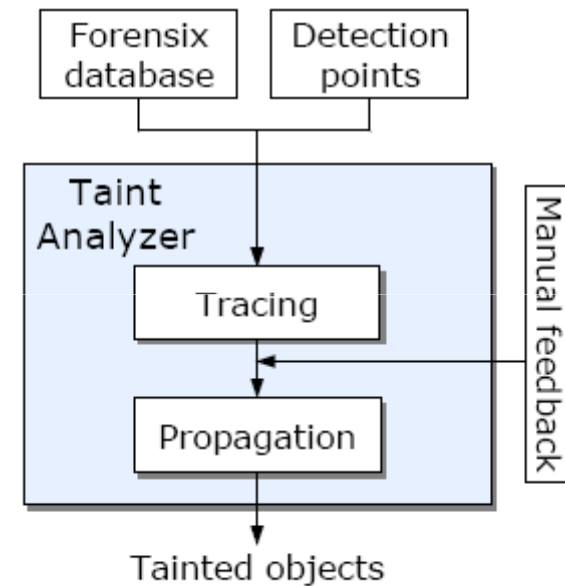 Forensix
database
Detection
points
Taint
Analyzer
Tracing
Manual feedback
Propagation
Tainted objects